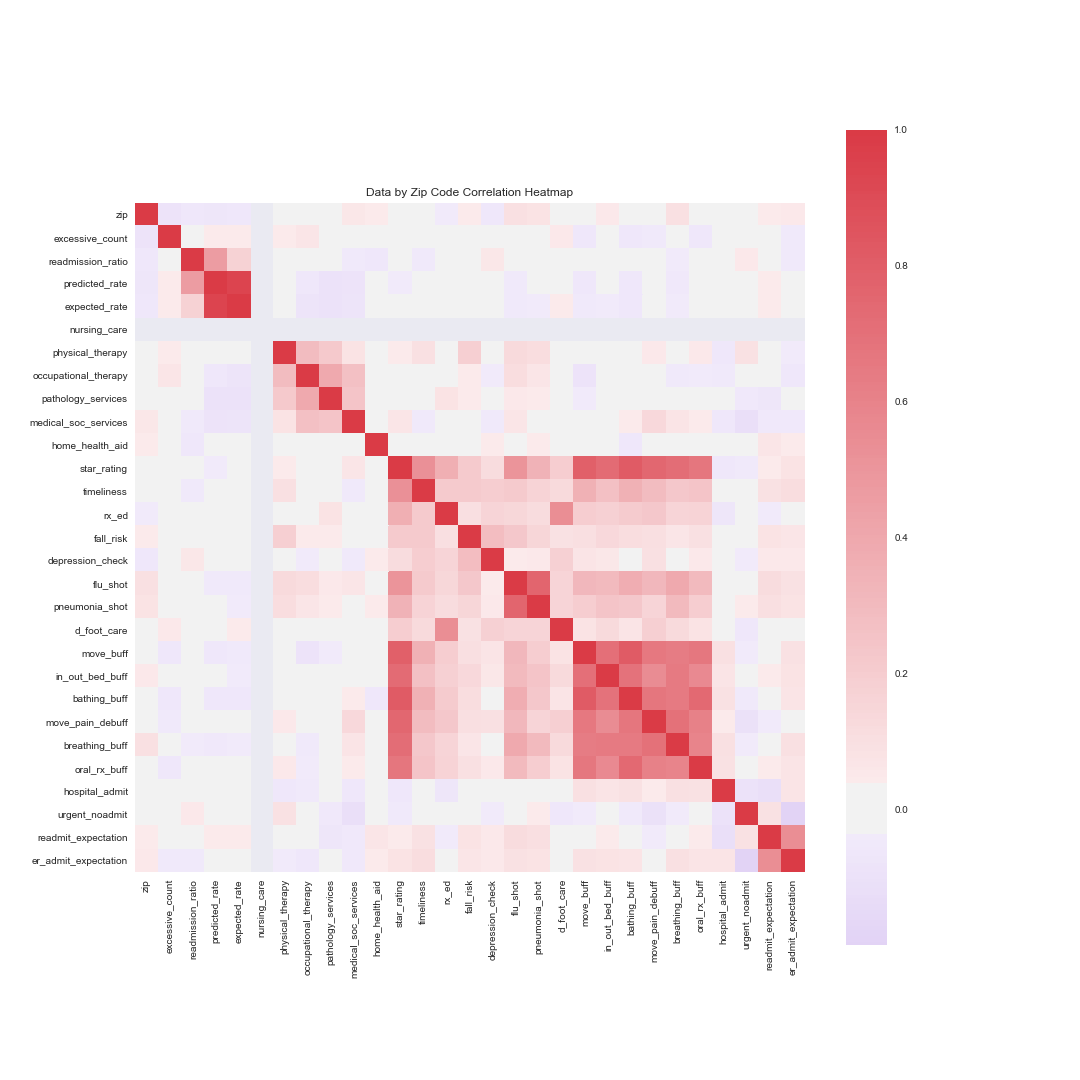 Data by Zip Code Correlation Heatmap
zip
excessive_count
readmission_ratio
predicted_rate
expected_rate
nursing_care
physical_therapy
occupational_therapy
pathology_services
medical_soc_services
home_health_aid
star_rating
timeliness
rx_ed
fall_risk
depression_check
flu_shot
pneumonia_shot
d_foot_care
move_buff
in_out_bed_buff
bathing_buff
move_pain_debuff
breathing_buff
oral_rx_buff
hospital_admit
urgent_noadmit
readmit_expectation
er_admit_expectation
zip
excessive_count
readmission_ratio
predicted_rate
expected_rate
nursing_care
physical_therapy
occupational_therapy
pathology_services
medical_soc_services
home_health_aid
star_rating
timeliness
rx_ed
fall_risk
depression_check
flu_shot
pneumonia_shot
d_foot_care
move_buff
in_out_bed_buff
bathing_buff
move_pain_debuff
breathing_buff
oral_rx_buff
hospital_admit
urgent_noadmit
readmit_expectation
er_admit_expectation
1.0
0.8
0.6
0.4
0.2
0.0